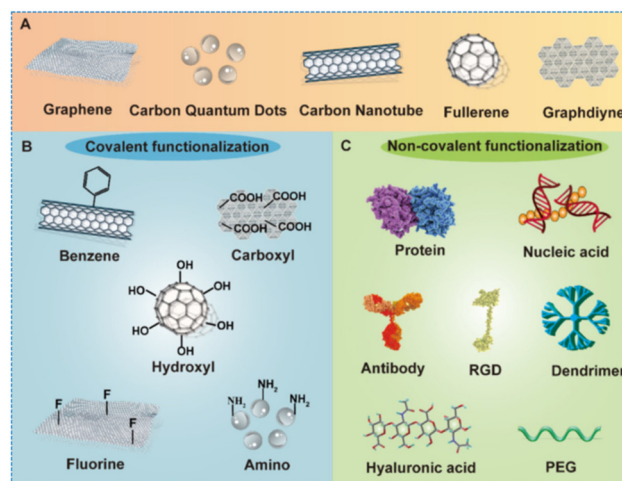 A
Graphene
Carbon Quantum Dots
Carbon Nanotube
Fullerene
Graphdiyne
B
Covalent functionalization
Benzene
COOH
COOH
COOH
COOH
Carboxyl
OH
HO
OH
HO
OH
OH
Hydroxyl
F
F
F
Fluorine
NH2
NH2
NH2
Amino
C
Non-covalent functionalization
Protein
Nucleic acid
Antibody
RGD
Dendrimer
Hyaluronic acid
PEG